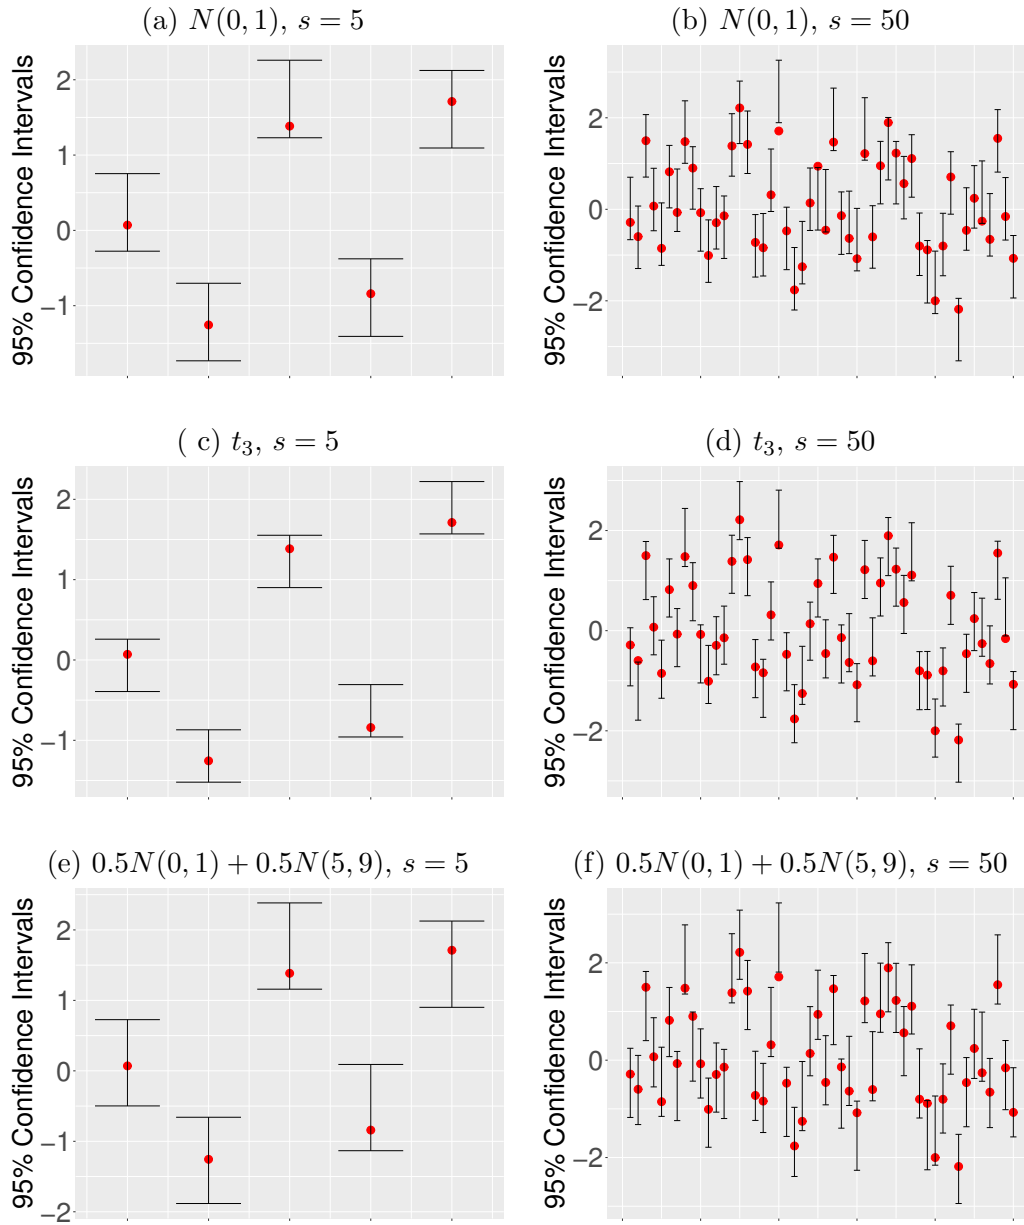 (a) N(0, 1), s = 5
(b) N(0, 1), s = 50
95% Confidence Intervals
2
1
0
−1
95% Confidence Intervals
2
0
−2
( c) t₃, s = 5
(d) t₃, s = 50
95% Confidence Intervals
2
1
0
−1
95% Confidence Intervals
2
0
−2
(e) 0.5N(0, 1) + 0.5N(5, 9), s = 5
(f) 0.5N(0, 1) + 0.5N(5, 9), s = 50
95% Confidence Intervals
2
1
0
−1
−2
95% Confidence Intervals
2
0
−2